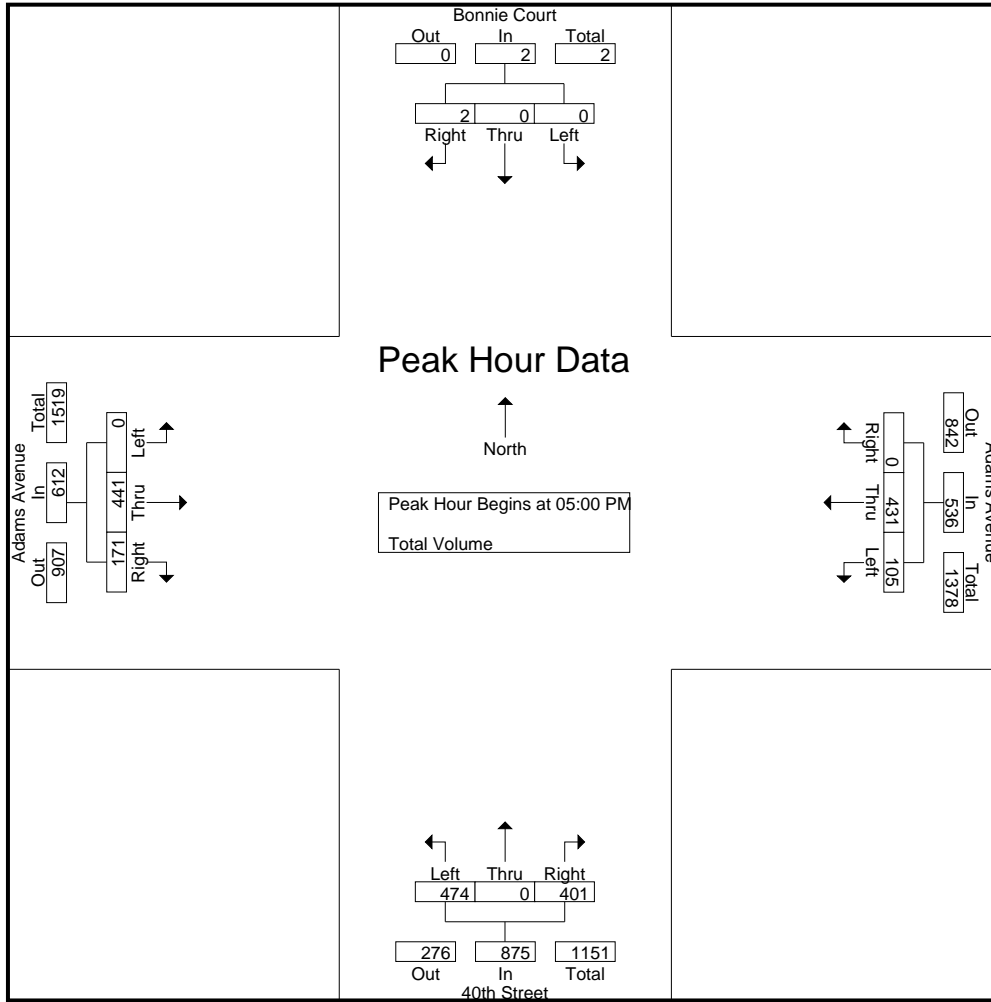 Bonnie Court
Out In Total
0 2 2
2 0 0
Right Thru Left
Peak Hour Data
North
Peak Hour Begins at 05:00 PM
Total Volume
Adams Avenue
Out In Total
907 612 1519
Right Thru Left
171 441 0
Adams Avenue
Out In Total
842 536 1378
Right Thru Left
0 431 105
Left Thru Right
474 0 401
276 875 1151
Out In Total
40th Street